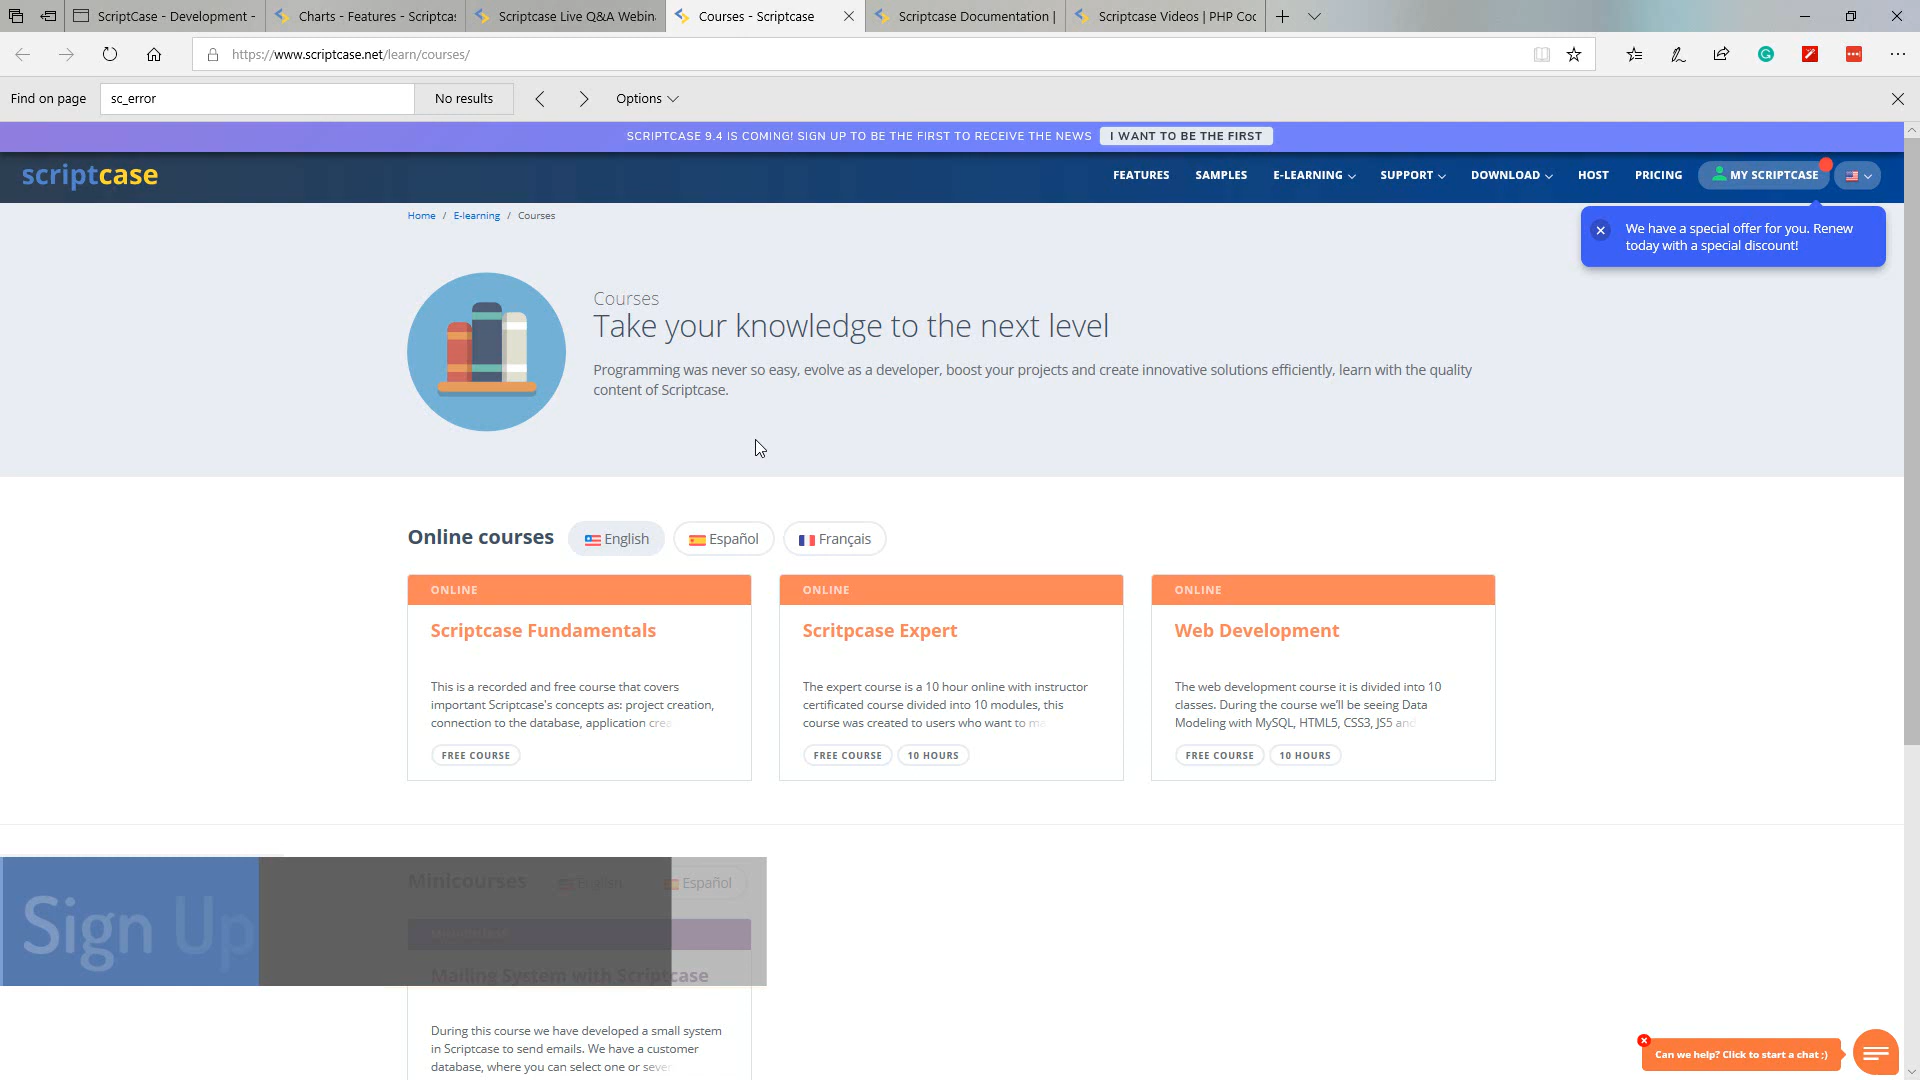 ScriptCase - Development -
Charts - Features - Scriptcas
Scriptcase Live Q&A Webin
Courses - Scriptcase
Scriptcase Documentation |
Scriptcase Videos | PHP Coc
https://www.scriptcase.net/learn/courses/
Find on page
sc_error
No results
Options
SCRIPTCASE 9.4 IS COMING! SIGN UP TO BE THE FIRST TO RECEIVE THE NEWS
I WANT TO BE THE FIRST
scriptcase
FEATURES
SAMPLES
E-LEARNING
SUPPORT
DOWNLOAD
HOST
PRICING
MY SCRIPTCASE
Home / E-learning / Courses
We have a special offer for you. Renew
today with a special discount!
Courses
Take your knowledge to the next level
Programming was never so easy, evolve as a developer, boost your projects and create innovative solutions efficiently, learn with the quality
content of Scriptcase.
Online courses
English
Español
Français
ONLINE
Scriptcase Fundamentals
This is a recorded and free course that covers
important Scriptcase's concepts as: project creation,
connection to the database, application crea
FREE COURSE
ONLINE
Scritpcase Expert
The expert course is a 10 hour online with instructor
certificated course divided into 10 modules, this
course was created to users who want to ma
FREE COURSE
10 HOURS
ONLINE
Web Development
The web development course it is divided into 10
classes. During the course we'll be seeing Data
Modeling with MySQL, HTML5, CSS3, JS5 and
FREE COURSE
10 HOURS
Sign Up
Minicourses
English
Español
Mailing System with Scriptcase
During this course we have developed a small system
in Scriptcase to send emails. We have a customer
database, where you can select one or seve
Can we help? Click to start a chat ;)